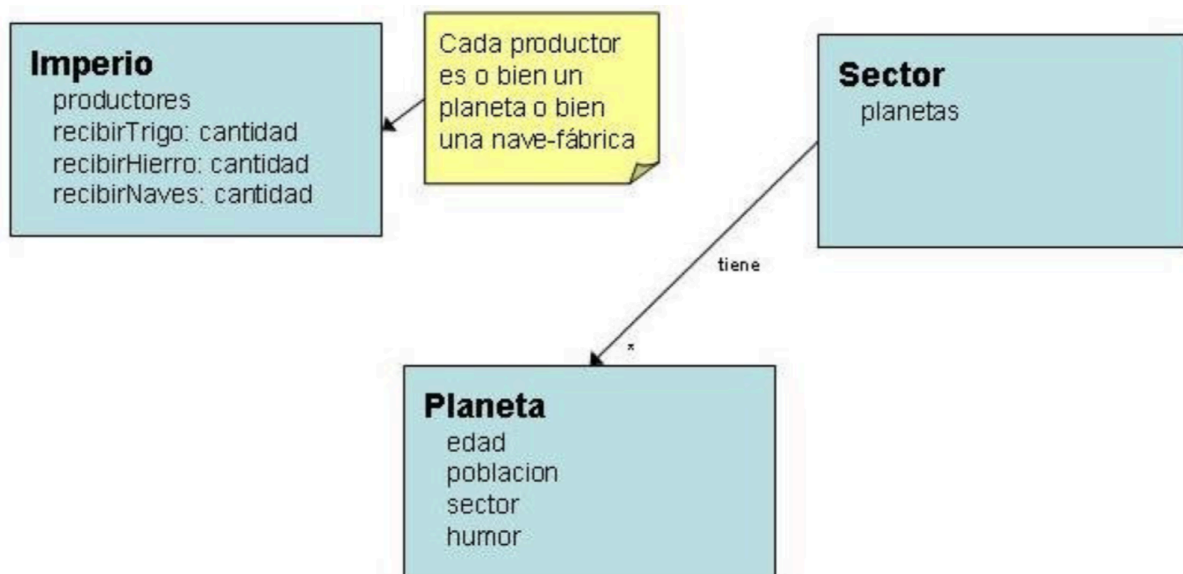 Imperio
productores
recibirTrigo: cantidad
recibirHierro: cantidad
recibirNaves: cantidad
Cada productor
es o bien un
planeta o bien
una nave-fábrica
Sector
planetas
tiene
*
Planeta
edad
poblacion
sector
humor